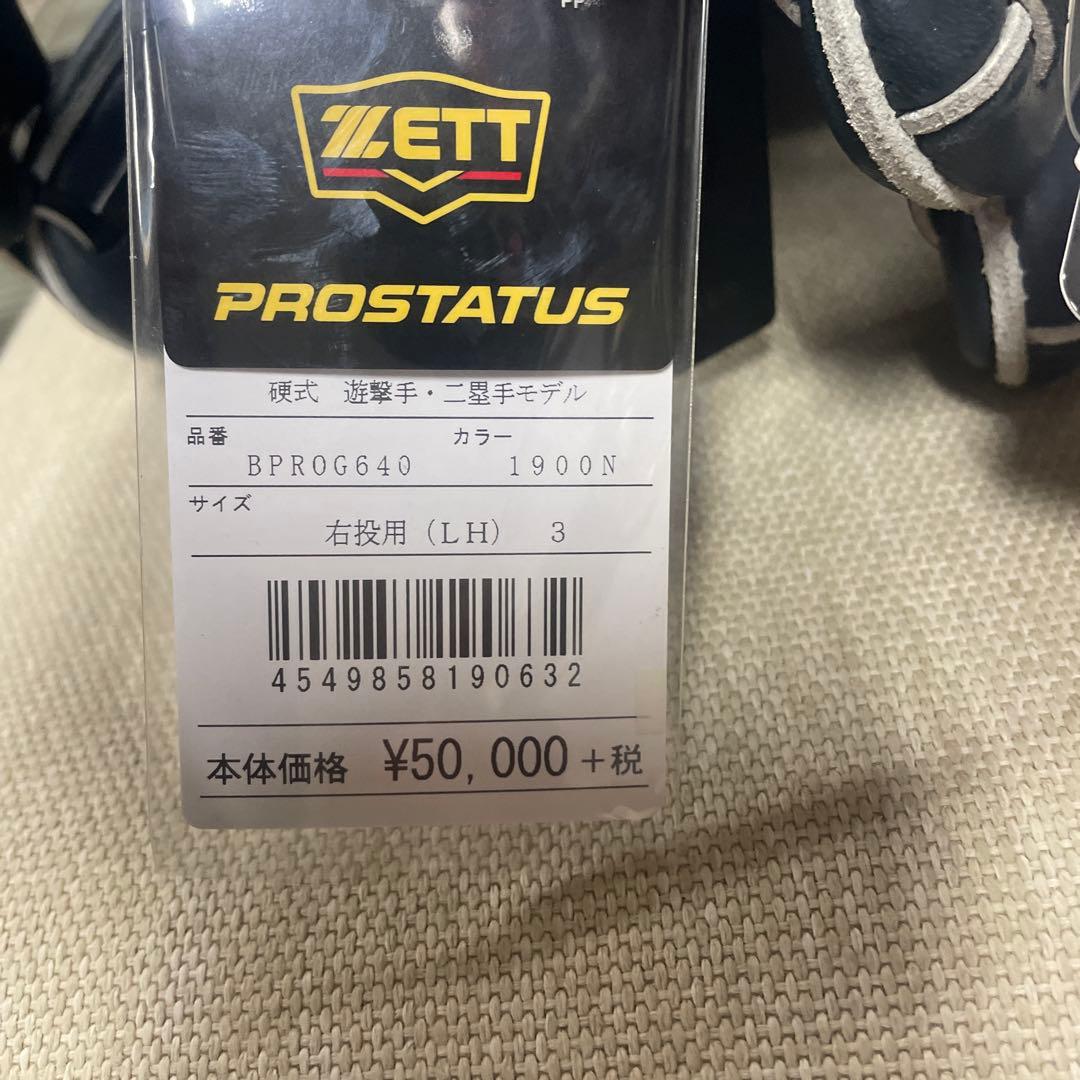 ZETT
PROSTATUS
硬式 遊撃手・二塁手モデル
品番 カラー
BPROG640 1900N
サイズ
右投用（LH） 3
4549858190632
本体価格 ¥50,000+税